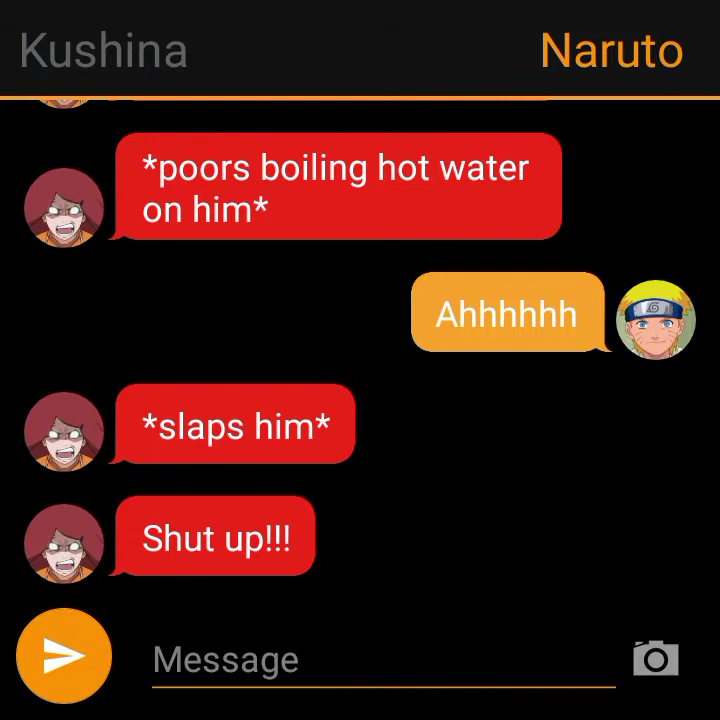 Kushina
Naruto
*poors boiling hot water
on him*
Ahhhhhh
*slaps him*
Shut up!!!
Message